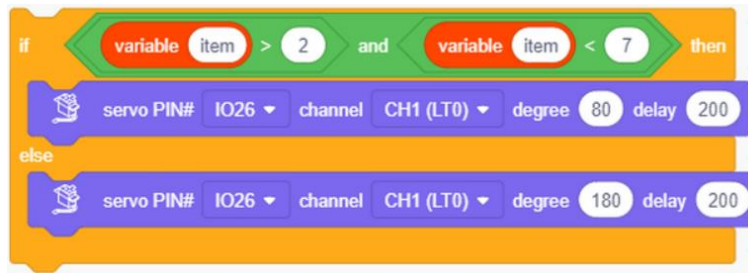 if variable item > 2 and variable item < 7 then
servo PIN# IO26 channel CH1 (LT0) degree 80 delay 200
else
servo PIN# IO26 channel CH1 (LT0) degree 180 delay 200